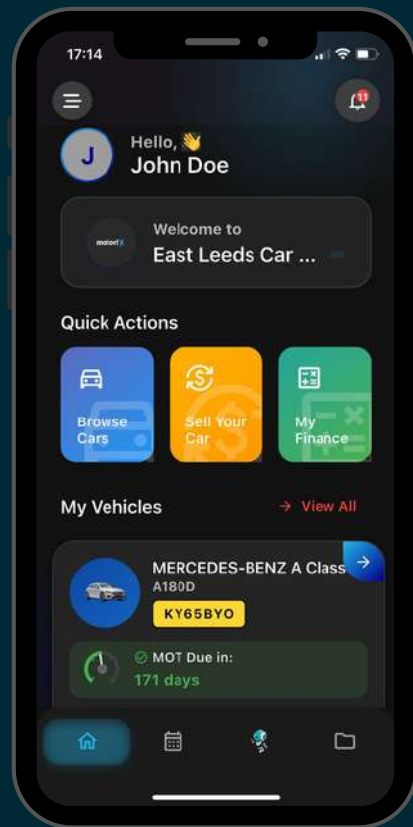 17:14
11
J
Hello, 👋
John Doe
motorfy
Welcome to
East Leeds Car ...
Quick Actions
Browse
Cars
Sell Your
Car
My
Finance
My Vehicles
→ View All
MERCEDES-BENZ A Class
A180D
KY65BYO
MOT Due in:
171 days